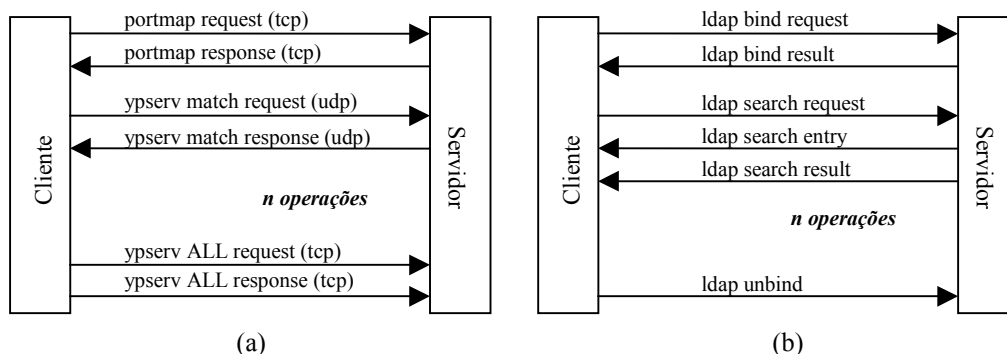 portmap request (tcp)
portmap response (tcp)
ypserv match request (udp)
ypserv match response (udp)
n operações
ypserv ALL request (tcp)
ypserv ALL response (tcp)
Cliente
Servidor
(a)
ldap bind request
ldap bind result
ldap search request
ldap search entry
ldap search result
n operações
ldap unbind
Cliente
Servidor
(b)